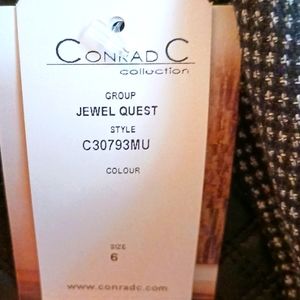 CONRAD C
collection
GROUP
JEWEL QUEST
STYLE
C30793MU
COLOUR
SIZE
6
www.conradc.com